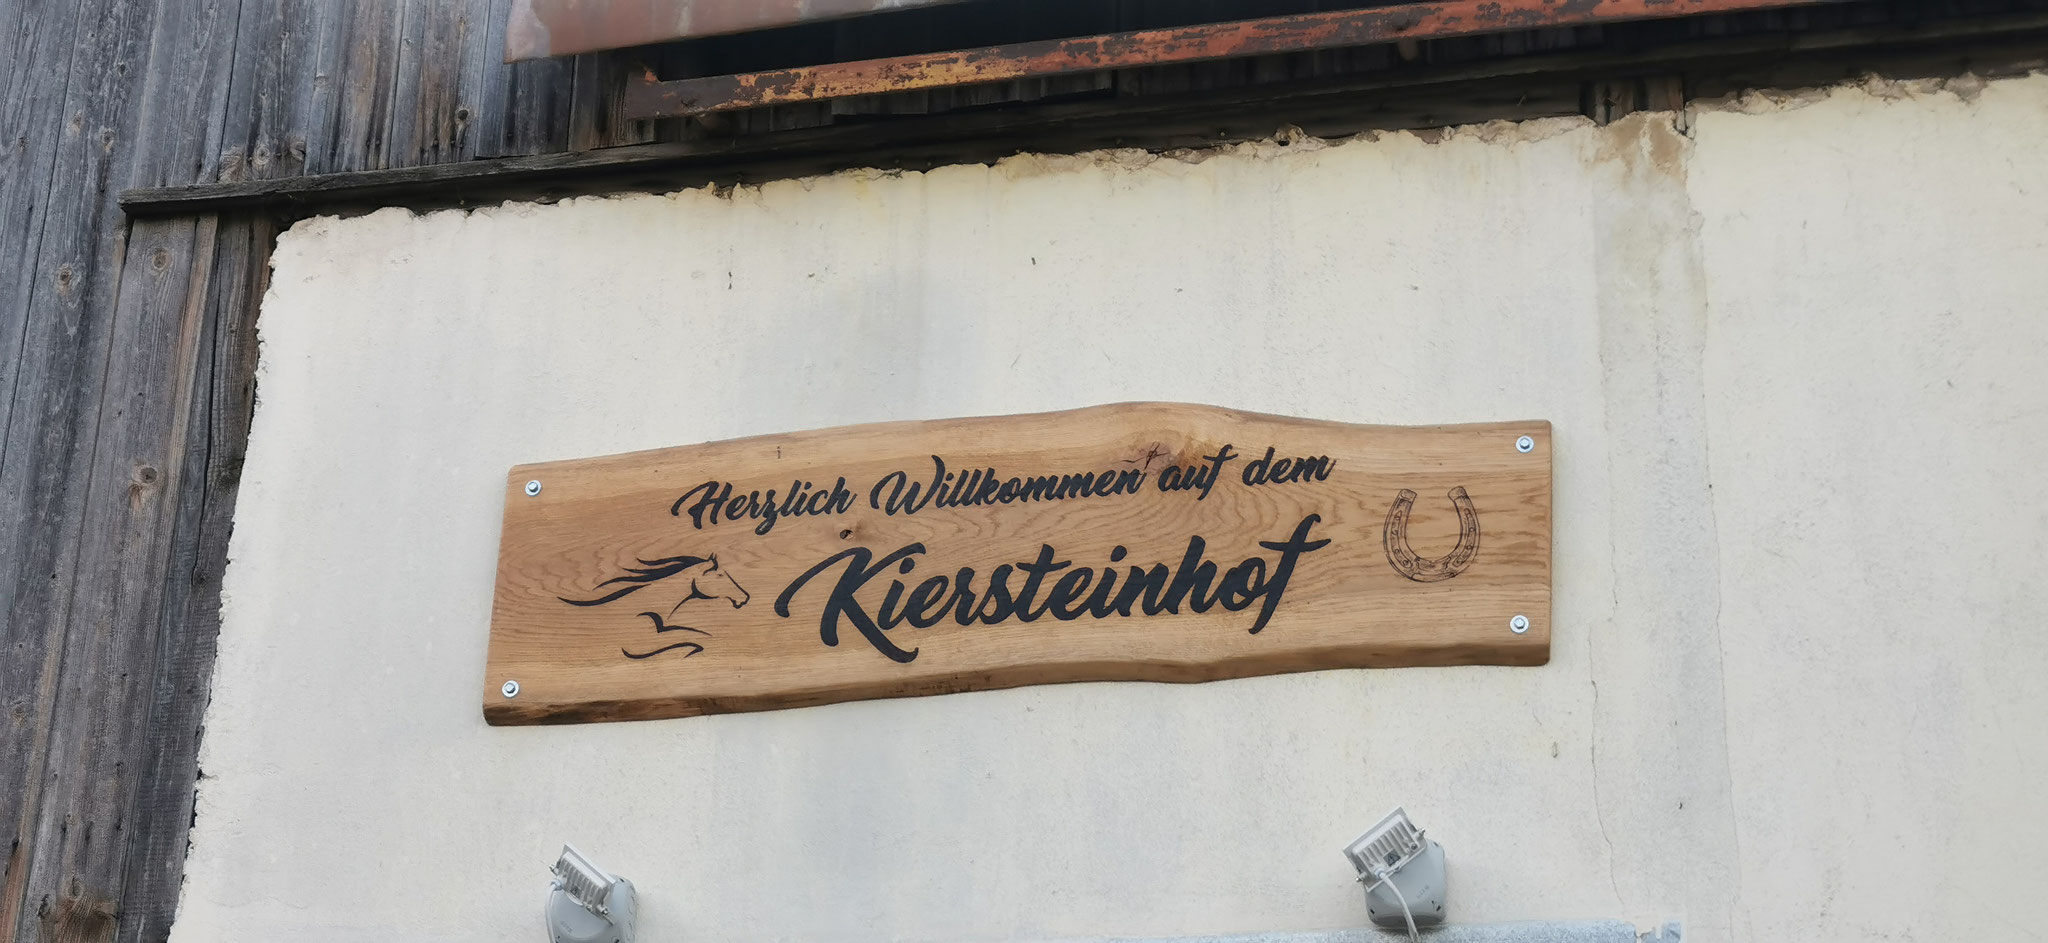 Herzlich Willkommen auf dem
Kiersteinhof